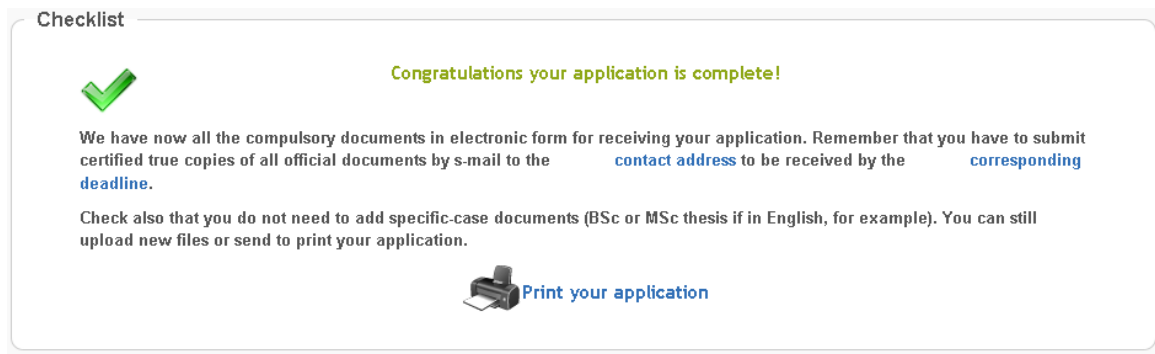 Checklist
Congratulations your application is complete!
We have now all the compulsory documents in electronic form for receiving your application. Remember that you have to submit
certified true copies of all official documents by s-mail to the contact address to be received by the corresponding
deadline.
Check also that you do not need to add specific-case documents (BSc or MSc thesis if in English, for example). You can still
upload new files or send to print your application.
Print your application